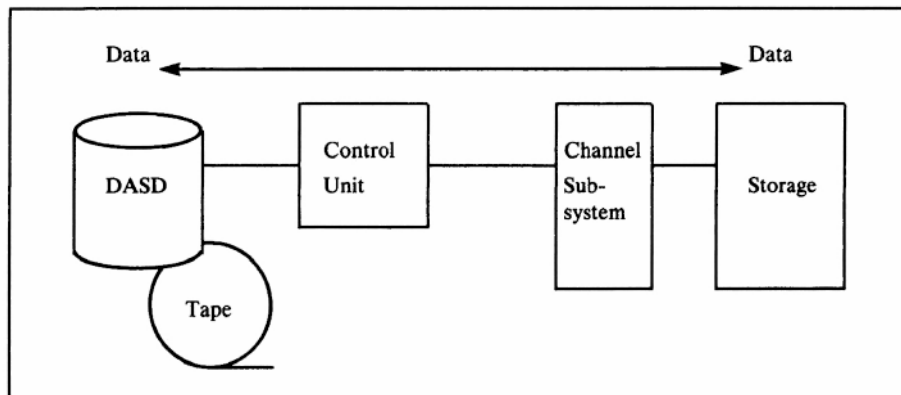 Data
Data
DASD
Control
Unit
Channel
Sub-
system
Storage
Tape